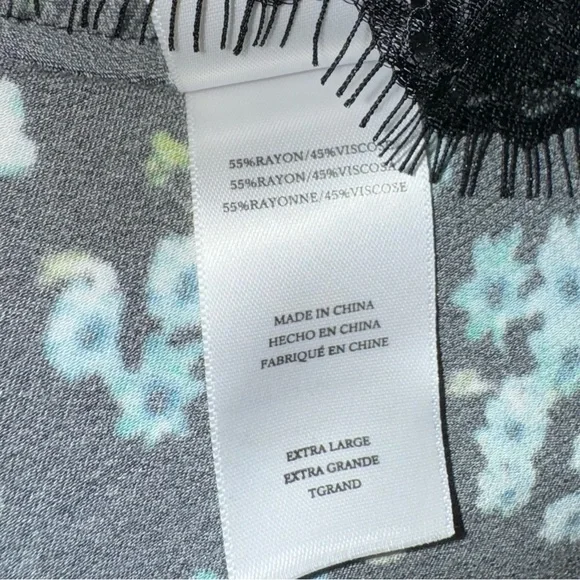 55%RAYON/45%VISCOSE
55%RAYON/45%VISCOSA
55%RAYONNE/45%VISCOSE
MADE IN CHINA
HECHO EN CHINA
FABRIQUÉ EN CHINE
EXTRA LARGE
EXTRA GRANDE
TGRAND